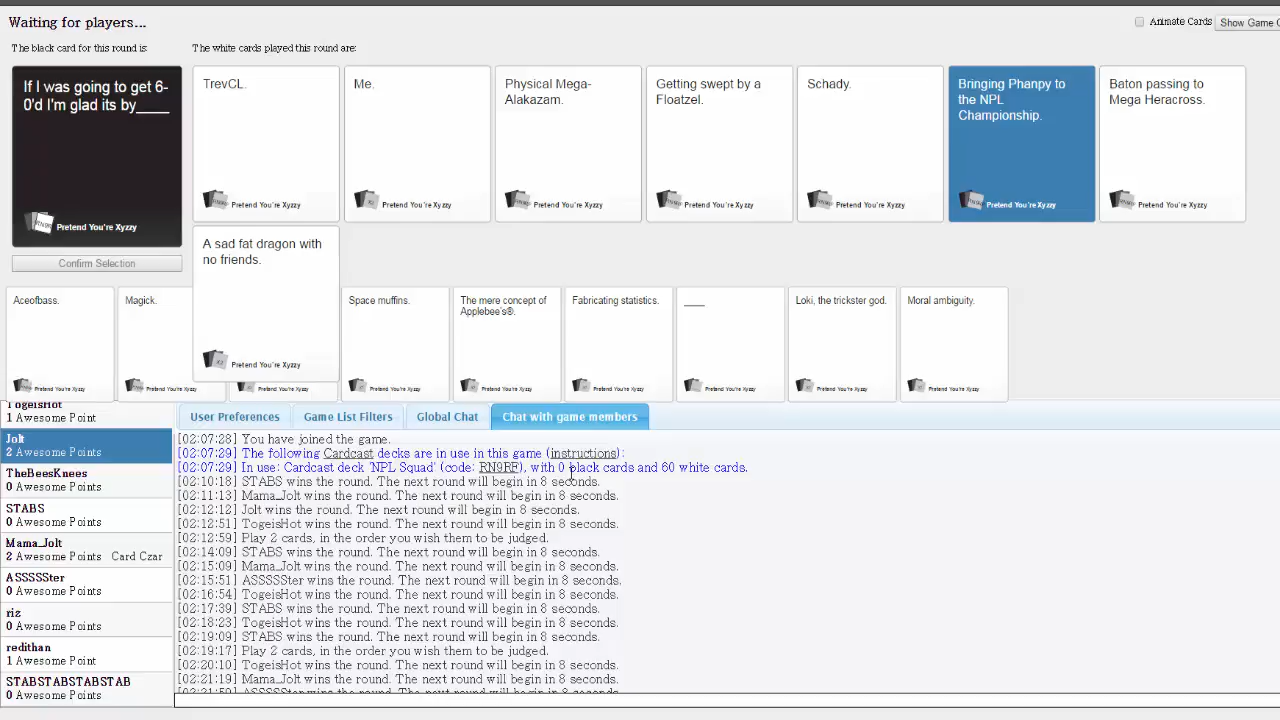 Waiting for players...
Animate Cards
Show Game
The black card for this round is:
The white cards played this round are:
If I was going to get 6-
0'd I'm glad its by____
Pretend You're Xyzzy
Confirm Selection
TrevCL.
Pretend You're Xyzzy
Me.
Pretend You're Xyzzy
Physical Mega-
Alakazam.
Pretend You're Xyzzy
Getting swept by a
Floatzel.
Pretend You're Xyzzy
Schady.
Pretend You're Xyzzy
Bringing Phanpy to
the NPL
Championship.
Pretend You're Xyzzy
Baton passing to
Mega Heracross.
Pretend You're Xyzzy
A sad fat dragon with
no friends.
Pretend You're Xyzzy
Aceofbass.
Pretend You're Xyzzy
Magick.
Pretend You're Xyzzy
Pretend You're Xyzzy
Space muffins.
Pretend You're Xyzzy
The mere concept of
Applebee's®.
Pretend You're Xyzzy
Fabricating statistics.
Pretend You're Xyzzy
____
Pretend You're Xyzzy
Loki, the trickster god.
Pretend You're Xyzzy
Moral ambiguity.
Pretend You're Xyzzy
TogeisHot
1 Awesome Point
Jolt
2 Awesome Points
TheBeesKnees
0 Awesome Points
STABS
0 Awesome Points
Mama_Jolt
2 Awesome Points Card Czar
ASSSSSter
0 Awesome Points
riz
0 Awesome Points
redithan
1 Awesome Point
STABSTABSTABSTAB
0 Awesome Points
User Preferences
Game List Filters
Global Chat
Chat with game members
[02:07:28] You have joined the game.
[02:07:29] The following Cardcast decks are in use in this game (instructions):
[02:07:29] In use: Cardcast deck 'NPL Squad' (code: RN9RF), with 0 black cards and 60 white cards.
[02:10:18] STABS wins the round. The next round will begin in 8 seconds.
[02:11:13] Mama_Jolt wins the round. The next round will begin in 8 seconds.
[02:12:12] Jolt wins the round. The next round will begin in 8 seconds.
[02:12:51] TogeisHot wins the round. The next round will begin in 8 seconds.
[02:12:59] Play 2 cards, in the order you wish them to be judged.
[02:14:09] STABS wins the round. The next round will begin in 8 seconds.
[02:15:09] Mama_Jolt wins the round. The next round will begin in 8 seconds.
[02:15:51] ASSSSSter wins the round. The next round will begin in 8 seconds.
[02:16:54] TogeisHot wins the round. The next round will begin in 8 seconds.
[02:17:39] STABS wins the round. The next round will begin in 8 seconds.
[02:18:23] TogeisHot wins the round. The next round will begin in 8 seconds.
[02:19:09] STABS wins the round. The next round will begin in 8 seconds.
[02:19:17] Play 2 cards, in the order you wish them to be judged.
[02:20:10] TogeisHot wins the round. The next round will begin in 8 seconds.
[02:21:19] Mama_Jolt wins the round. The next round will begin in 8 seconds.
[02:21:59] ASSSSSter wins the round. The next round will begin in 8 seconds.